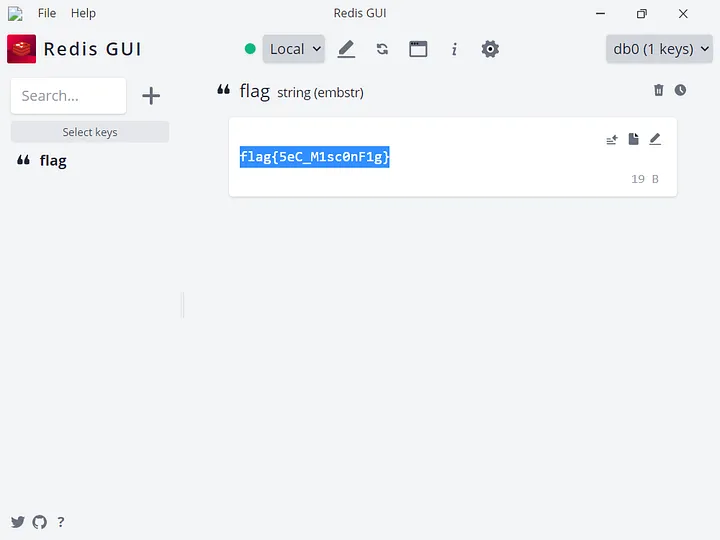 File Help Redis GUI
Redis GUI Local i db0 (1 keys)
Search... + “ flag string (embstr)
Select keys
“ flag
flag{5eC_M1sc0nF1g}
19 B
?